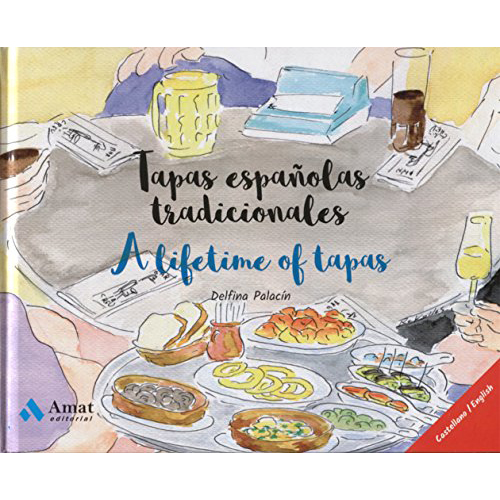 Tapas españolas
tradicionales
A lifetime of tapas
Delfina Palacín
Amat
editorial
Castellano / English